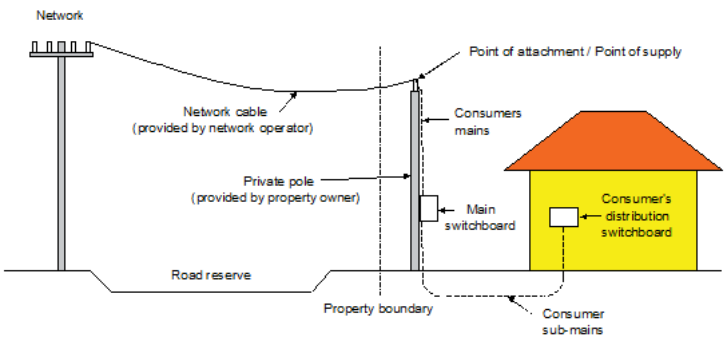 Network
Point of attachment / Point of supply
Network cable
(provided by network operator)
Consumers
mains
Private pole
(provided by property owner)
Main
switchboard
Consumer's
distribution
switchboard
Road reserve
Property boundary
Consumer
sub-mains